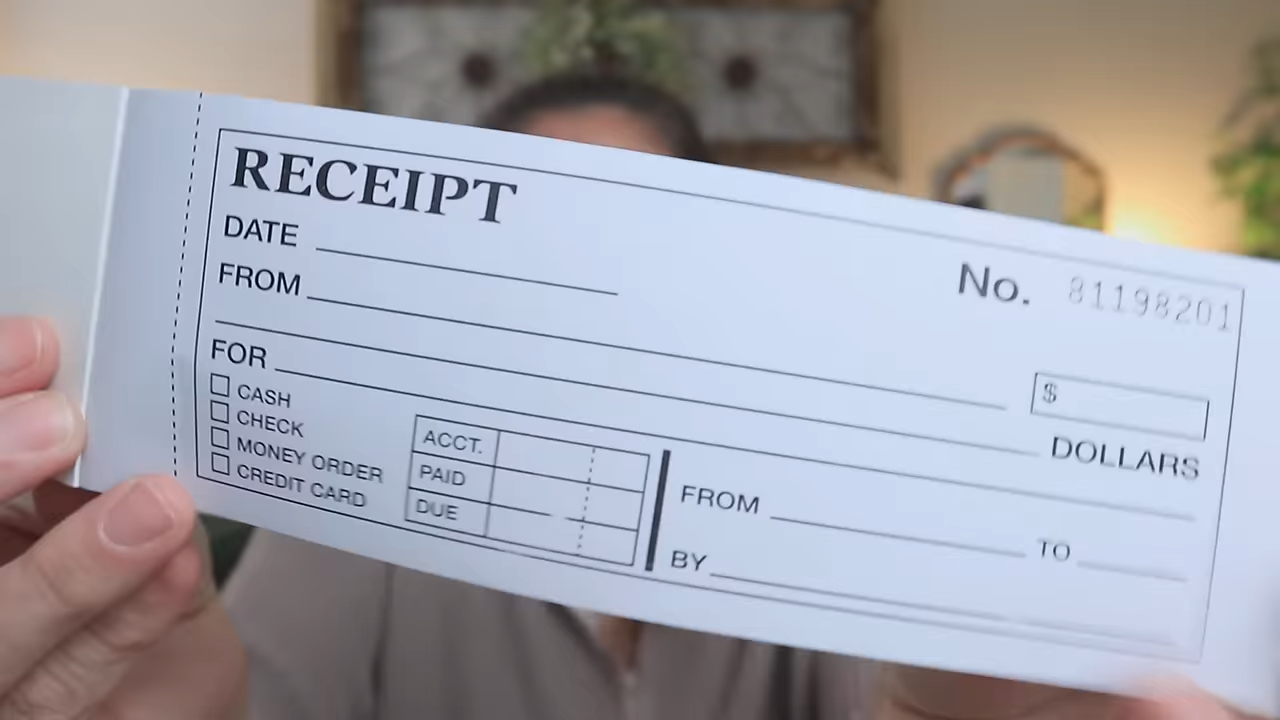 RECEIPT
DATE
No. 81198201
FROM
$
DOLLARS
FOR
CASH
CHECK
MONEY ORDER
CREDIT CARD
ACCT.
PAID
DUE
FROM TO
BY